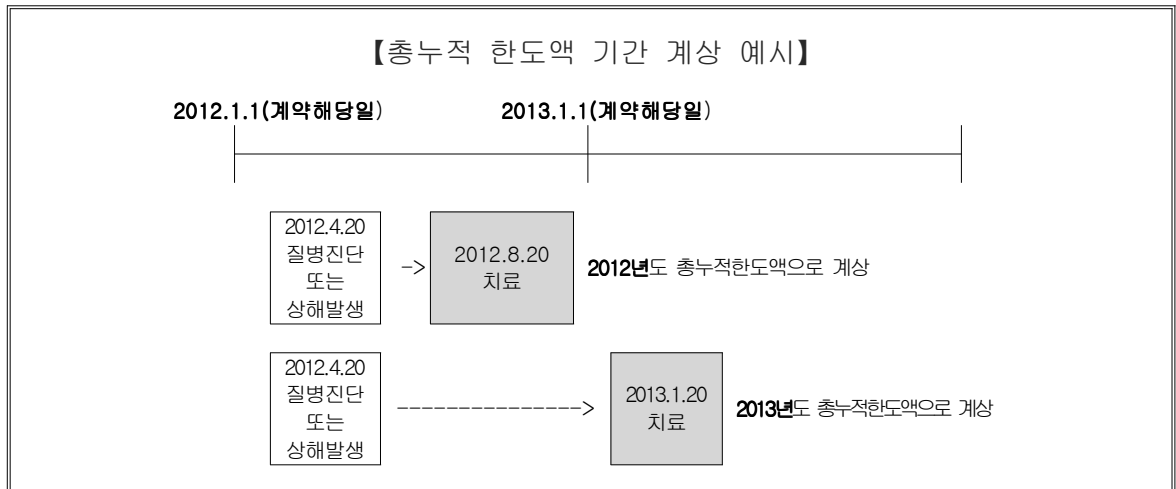 【총누적 한도액 기간 계상 예시】
2012.1.1(계약해당일) 2013.1.1(계약해당일)
2012.4.20
질병진단
또는
상해발생
->
2012.8.20
치료
2012년도 총누적한도액으로 계상
2012.4.20
질병진단
또는
상해발생
--------------->
2013.1.20
치료
2013년도 총누적한도액으로 계상